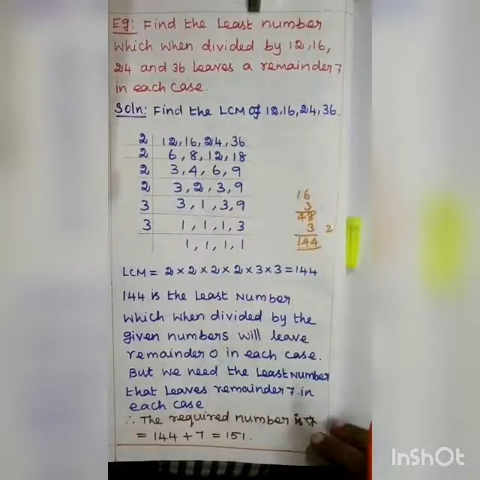 Eg: Find the Least number
which when divided by 12,16,
24 and 36 leaves a remainder 7
in each case.
Soln: Find the LCM of 12,16,24,36.
2 | 12,16,24,36
2 | 6, 8, 12, 18
2 | 3, 4, 6, 9
2 | 3, 2, 3, 9
3 | 3, 1, 3, 9
3 | 1, 1, 1, 3
1, 1, 1, 1
16
3
48
3 2
144
LCM = 2 × 2 × 2 × 2 × 3 × 3 = 144
144 is the Least Number
which when divided by the
given numbers will leave
remainder 0 in each case.
But we need the Least Number
that leaves remainder 7 in
each case
∴ The required number is
= 144 + 7 = 151.
InShOt